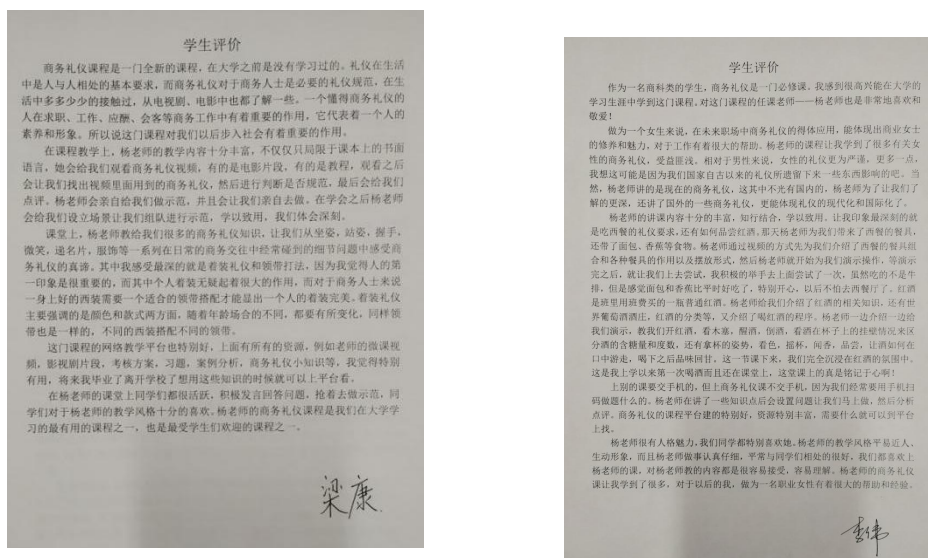 学生评价
商务礼仪课程是一门全新的课程，在大学之前是没有学习过的。礼仪在生活
中是人与人相处的基本要求，而商务礼仪对于商务人士是必要的礼仪规范，在生
活中多多少少的接触过，从电视剧、电影中也都了解一些。一个懂得商务礼仪的
人在求职、工作、应酬、会客等商务工作中有着重要的作用，它代表着一个人的
素养和形象。所以说这门课程对我们以后步入社会有着重要的作用。
在课程教学上，杨老师的教学内容十分丰富，不仅仅只局限于课本上的书面
语言，她会给我们观看商务礼仪视频，有的是电影片段，有的是教程，观看之后
会让我们找出视频里面用到的商务礼仪，然后进行判断是否规范，最后会给我们
点评。杨老师会亲自给我们做示范，并且会让我们亲自去做。在学会之后杨老师
会给我们设立场景让我们组队进行示范，学以致用，我们体会深刻。
课堂上，杨老师教给我们很多的商务礼仪知识，让我们从坐姿，站姿，握手，
微笑，递名片，服饰等一系列在日常的商务交往中经常碰到的细节问题中感受商
务礼仪的真谛。其中我感受最深的就是着装礼仪和领带打法，因为我觉得人的第
一印象是很重要的，而其中个人着装无疑起着很大的作用，而对于商务人士来说
一身上好的西装需要一个适合的领带搭配才能显出一个人的着装完美。着装礼仪
主要强调的是颜色和款式两方面，随着年龄场合的不同，都要有所变化，同样领
带也是一样的，不同的西装搭配不同的领带。
这门课程的网络教学平台也特别好，上面有所有的资源，例如老师的微课视
频，影视剧片段，考核方案，习题，案例分析，商务礼仪小知识等，我觉得特别
有用，将来我毕业了离开学校了想用这些知识的时候就可以上平台看。
在杨老师的课堂上同学们都很活跃，积极发言回答问题，抢着去做示范，同
学们对于杨老师的教学风格十分的喜欢。杨老师的商务礼仪课程是我们在大学学
习的最有用的课程之一，也是最受学生们欢迎的课程之一。
梁康
学生评价
作为一名商科类的学生，商务礼仪是一门必修课。我感到很高兴能在大学的
学习生涯中学到这门课程。对这门课程的任课老师——杨老师也是非常地喜欢和
敬爱！
做为一个女生来说，在未来职场中商务礼仪的得体应用，能体现出商业女士
的修养和魅力，对于工作有着很大的帮助。杨老师的课程让我学到了很多有关女
性的商务礼仪，受益匪浅。相对于男性来说，女性的礼仪更为严谨，更多一点，
我想这可能是因为我们国家自古以来的礼仪所遗留下来一些东西影响的吧。当
然，杨老师讲的是现在的商务礼仪，这其中不光有国内的，杨老师为了让我们了
解的更深，还讲了国外的一些商务礼仪，更能体现礼仪的现代化和国际化了。
杨老师的讲课内容十分的丰富，知行结合，学以致用。让我印象最深刻的就
是吃西餐的礼仪要求，还有如何品尝红酒。那天杨老师为我们带来了西餐的餐具，
还带了面包、香蕉等食物。杨老师通过视频的方式先为我们介绍了西餐的餐具组
合和各种餐具的作用以及摆放形式，然后杨老师就开始为我们演示操作，等演示
完之后，就让我们上去尝试，我积极的举手去上面尝试了一次，虽然吃的不是牛
排，但是感觉面包和香蕉比平时好吃了，特别开心，以后不怕去西餐厅了。红酒
是班里用班费买的一瓶普通红酒。杨老师给我们介绍了红酒的相关知识，还有世
界葡萄酒酒庄，红酒的分类等，又介绍了喝红酒的程序。杨老师一边介绍一边给
我们演示，教我们开红酒，看木塞，醒酒，倒酒，看酒在杯子上的挂壁情况来区
分酒的含糖量和度数，还有拿杯的姿势，着色，摇杯，闻香，品尝，让酒如何在
口中游走，喝下之后品味回甘。这一节课下来，我们完全沉浸在红酒的氛围中。
这是我上学以来第一次喝酒而且还在课堂上，这堂课上的真是铭记于心啊！
上别的课要交手机的，但上商务礼仪课不交手机，因为我们经常要用手机扫
码做题什么的。杨老师在讲了一些知识点后会设置问题让我们马上做，然后分析
点评。商务礼仪的课程平台建的特别好，资源特别丰富，需要什么就可以到平台
上找。
杨老师很有人格魅力，我们同学都特别喜欢她。杨老师的教学风格平易近人、
生动形象，而且杨老师做事认真仔细，平常与同学们相处的很好，我们都喜欢上
杨老师的课，对杨老师教的内容都是很容易接受，容易理解。杨老师的商务礼仪
课让我学到了很多，对于以后的我，做为一名职业女性有着很大的帮助和经验。